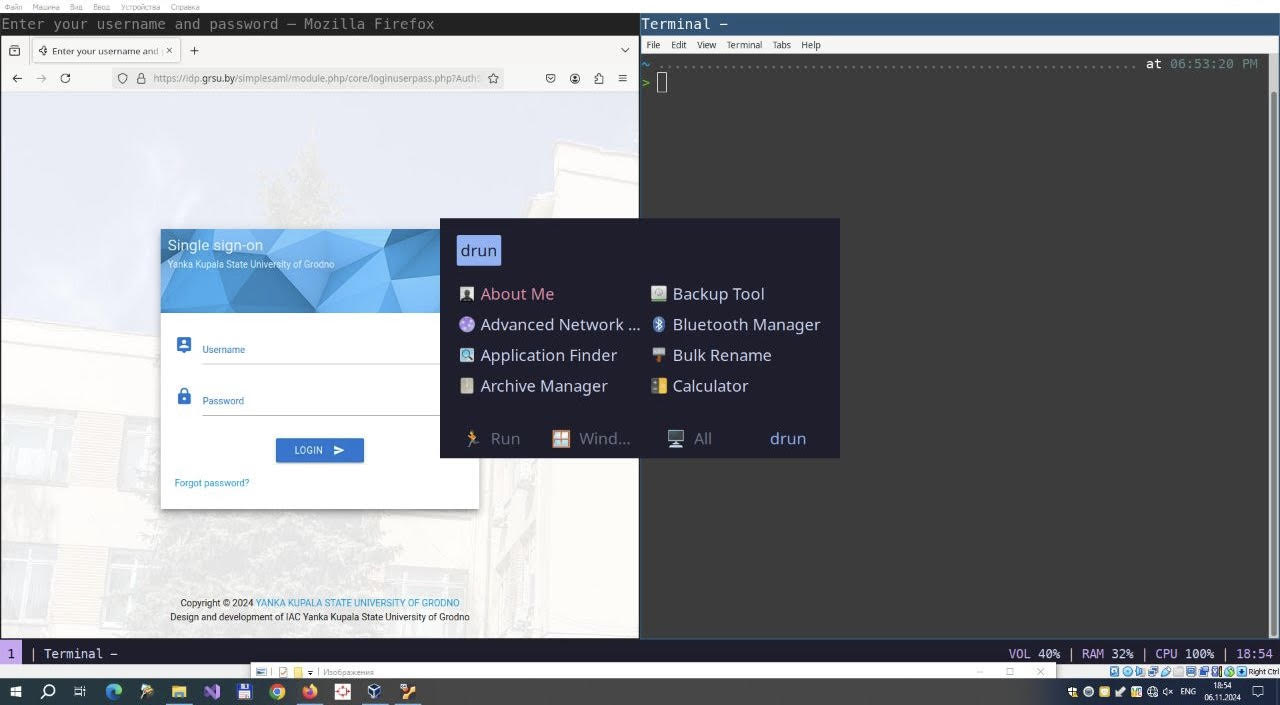 Файл Машина Вид Ввод Устройства Справка
Enter your username and password — Mozilla Firefox
Terminal -
Enter your username and
File Edit View Terminal Tabs Help
https://idp.grsu.by/simplesaml/module.php/core/loginuserpass.php?AuthS
~ at 06:53:20 PM
>
Single sign-on
Yanka Kupala State University of Grodno
Username
Password
LOGIN
Forgot password?
drun
About Me
Backup Tool
Advanced Network ...
Bluetooth Manager
Application Finder
Bulk Rename
Archive Manager
Calculator
Run
Wind...
All
drun
Copyright © 2024 YANKA KUPALA STATE UNIVERSITY OF GRODNO
Design and development of IAC Yanka Kupala State University of Grodno
1 | Terminal -
VOL 40% | RAM 32% | CPU 100% | 18:54
Изображения
Right Ctrl
ENG
18:54
06.11.2024